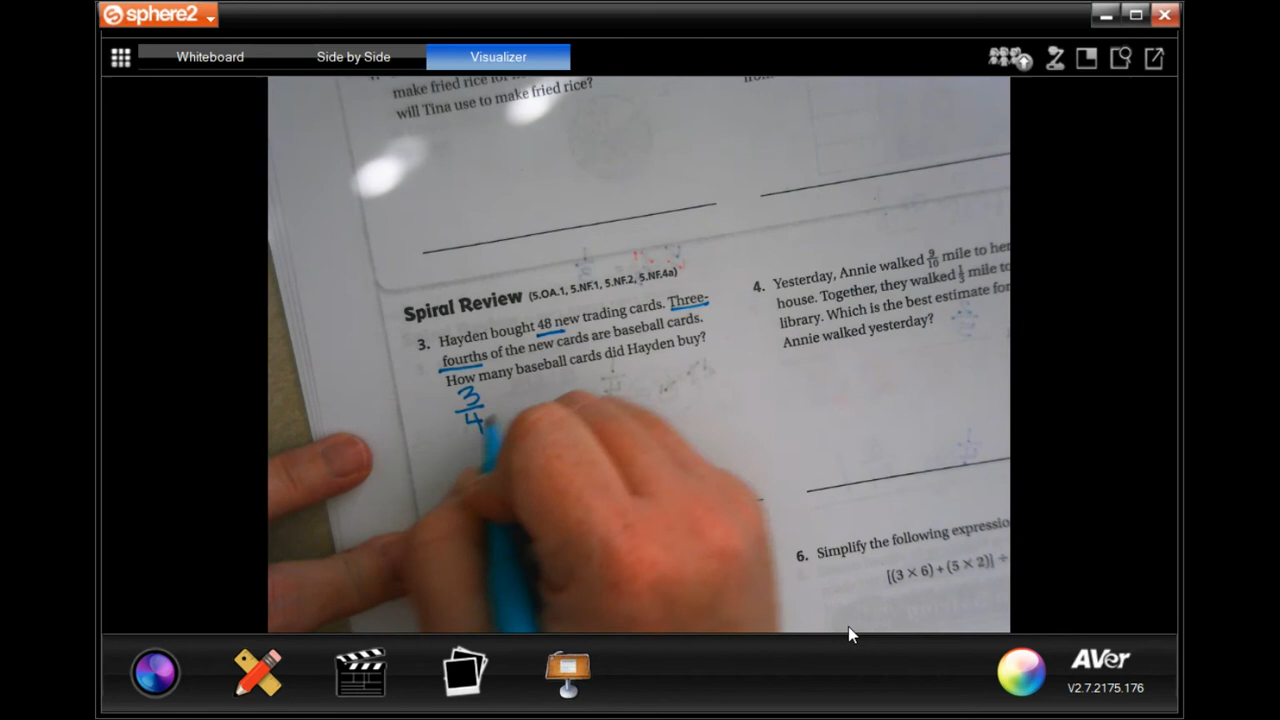 sphere2
Whiteboard
Side by Side
Visualizer
make fried rice for
will Tina use to make fried rice?
Spiral Review (5.OA.1, 5.NF.1, 5.NF.2, 5.NF.4a)
3. Hayden bought 48 new trading cards. Three-
fourths of the new cards are baseball cards.
How many baseball cards did Hayden buy?
3/4
4. Yesterday, Annie walked 9/10 mile to her
house. Together, they walked 1/3 mile to
library. Which is the best estimate for
Annie walked yesterday?
6. Simplify the following expressio
[(3 × 6) + (5 × 2)] ÷
AVer
V2.7.2175.176